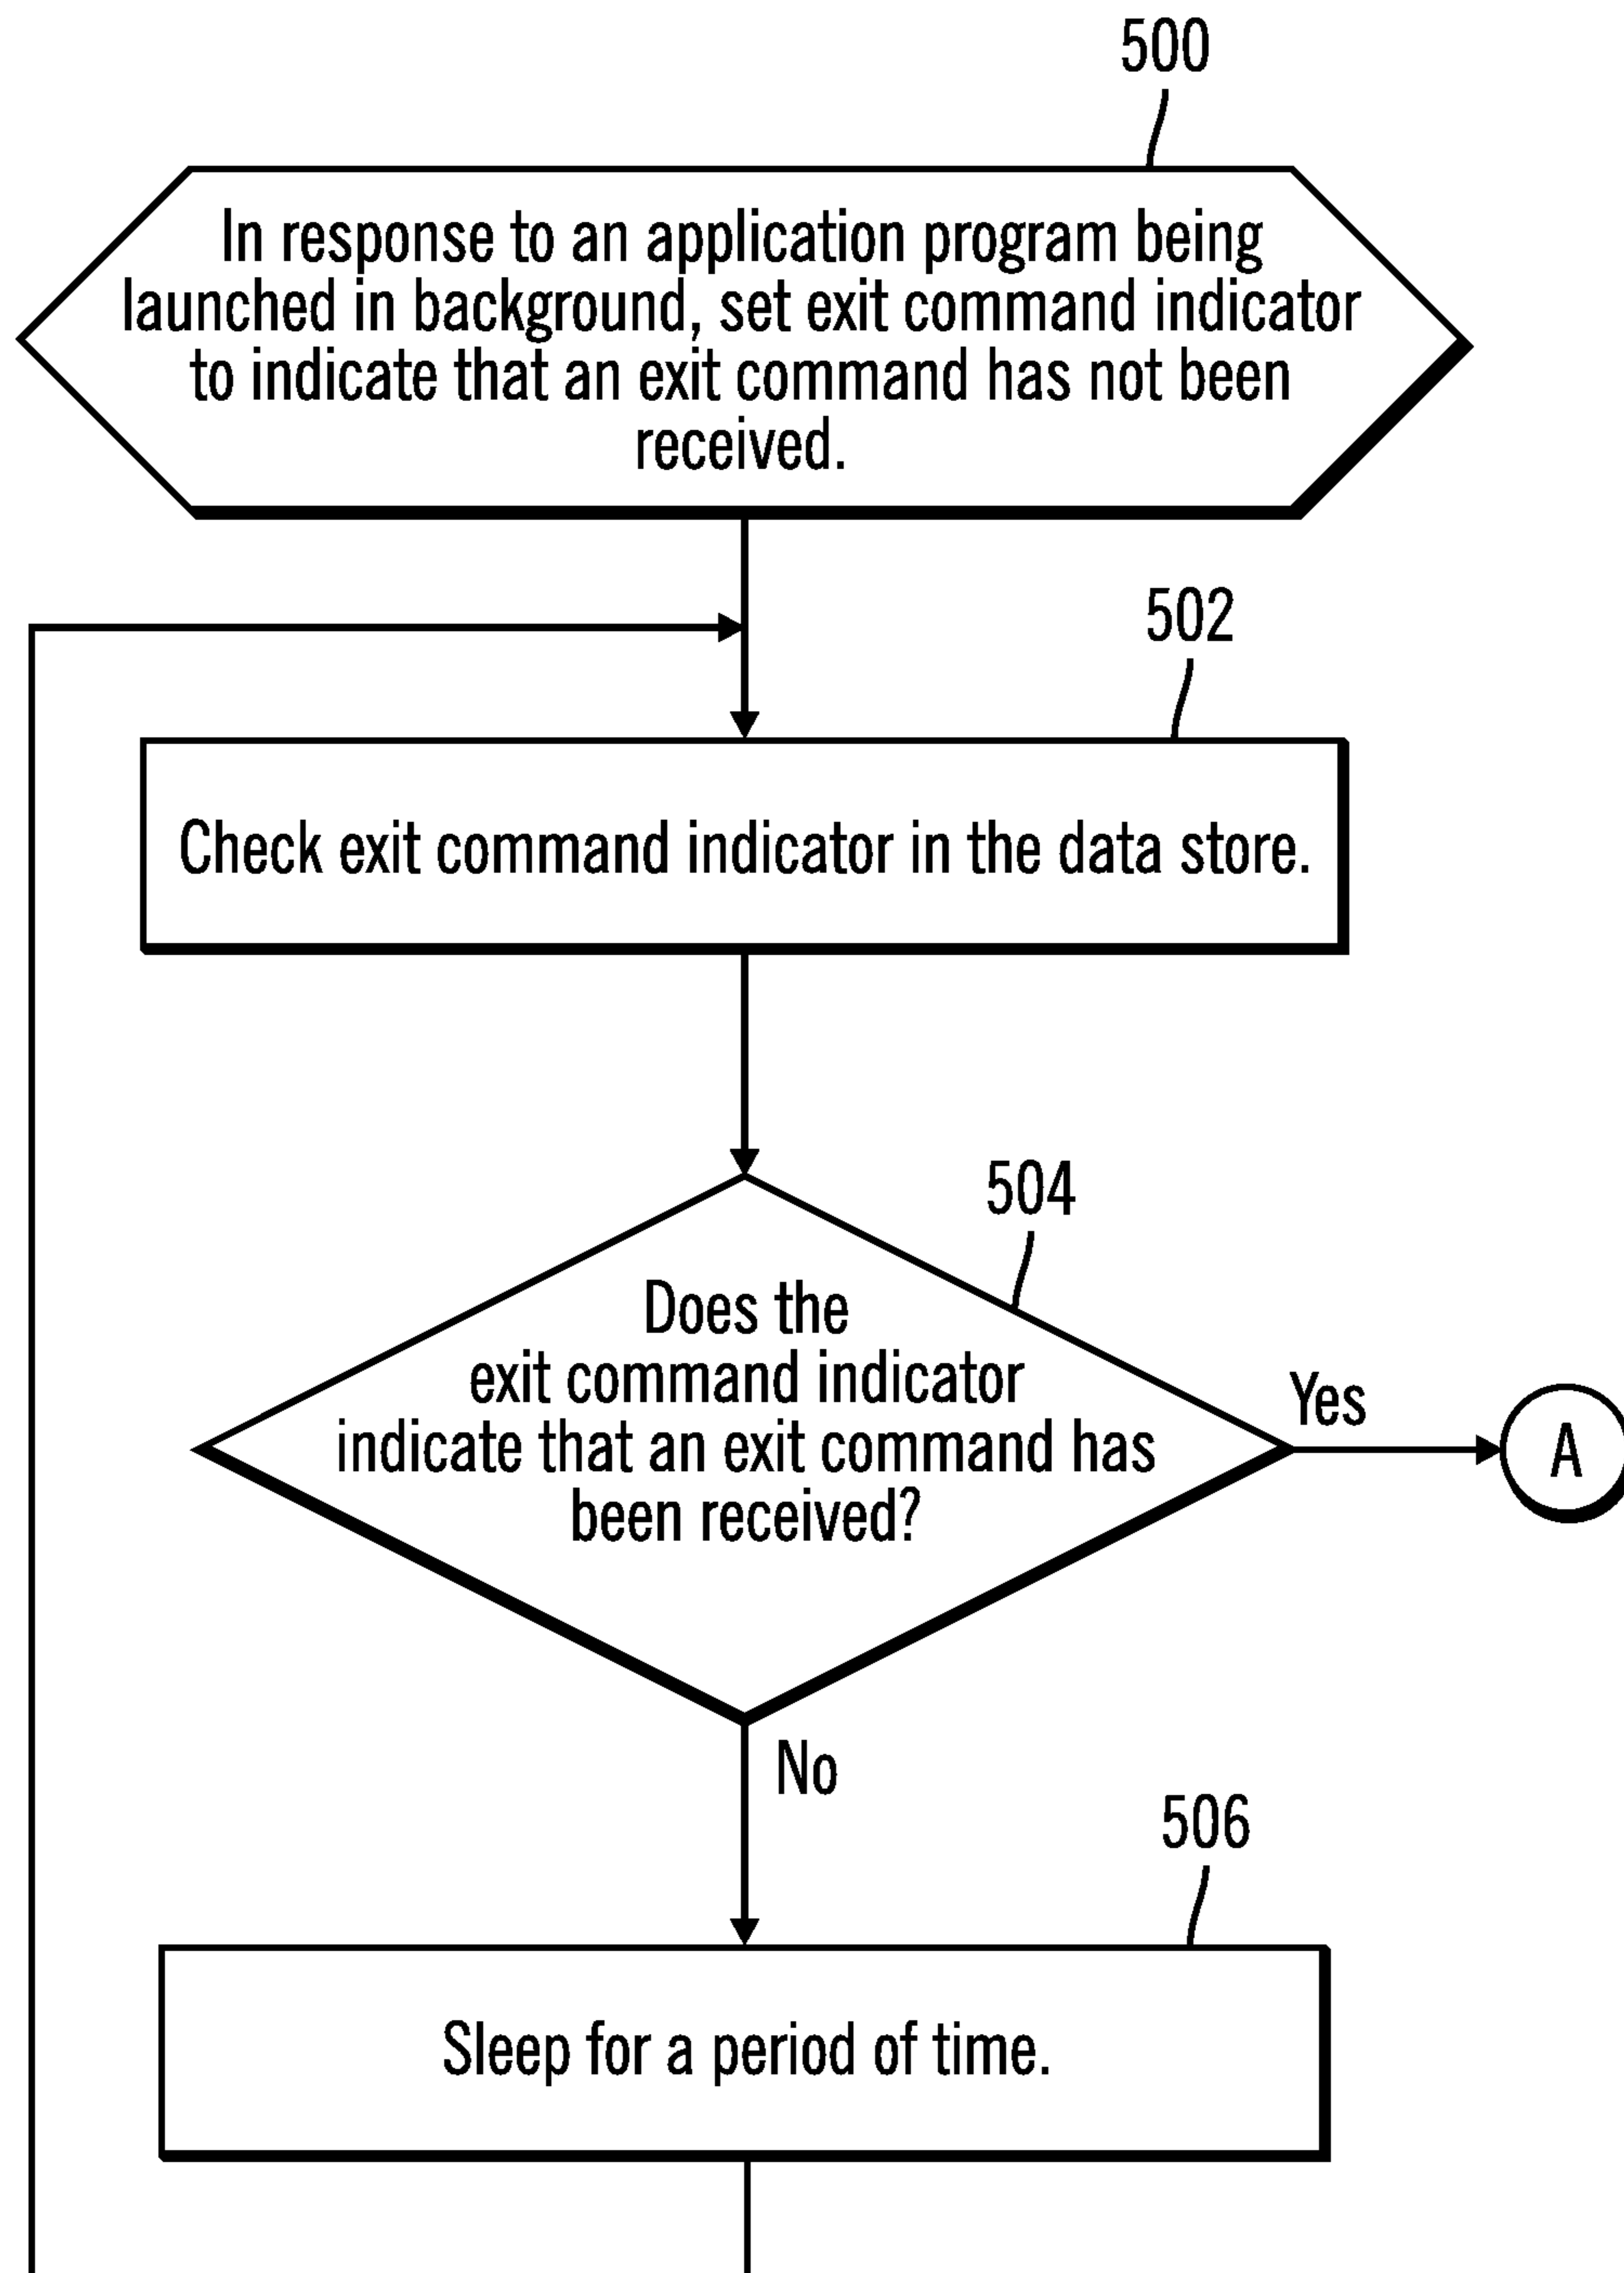 500
In response to an application program being
launched in background, set exit command indicator
to indicate that an exit command has not been
received.
502
Check exit command indicator in the data store.
504
Does the
exit command indicator
indicate that an exit command has
been received?
Yes
A
No
506
Sleep for a period of time.